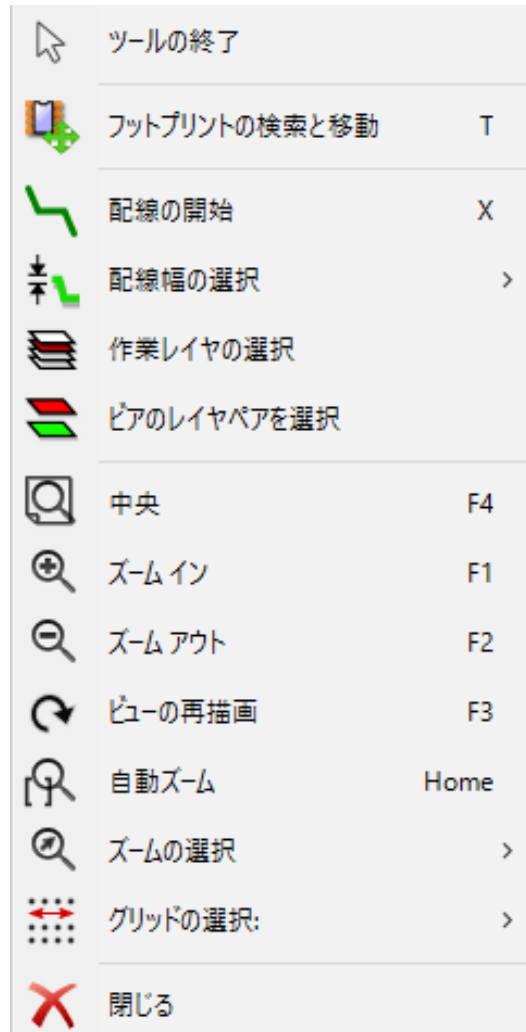 ツールの終了
フットプリントの検索と移動 T
配線の開始 X
配線幅の選択
作業レイヤの選択
ビアのレイヤペアを選択
中央 F4
ズーム イン F1
ズーム アウト F2
ビューの再描画 F3
自動ズーム Home
ズームの選択
グリッドの選択:
閉じる